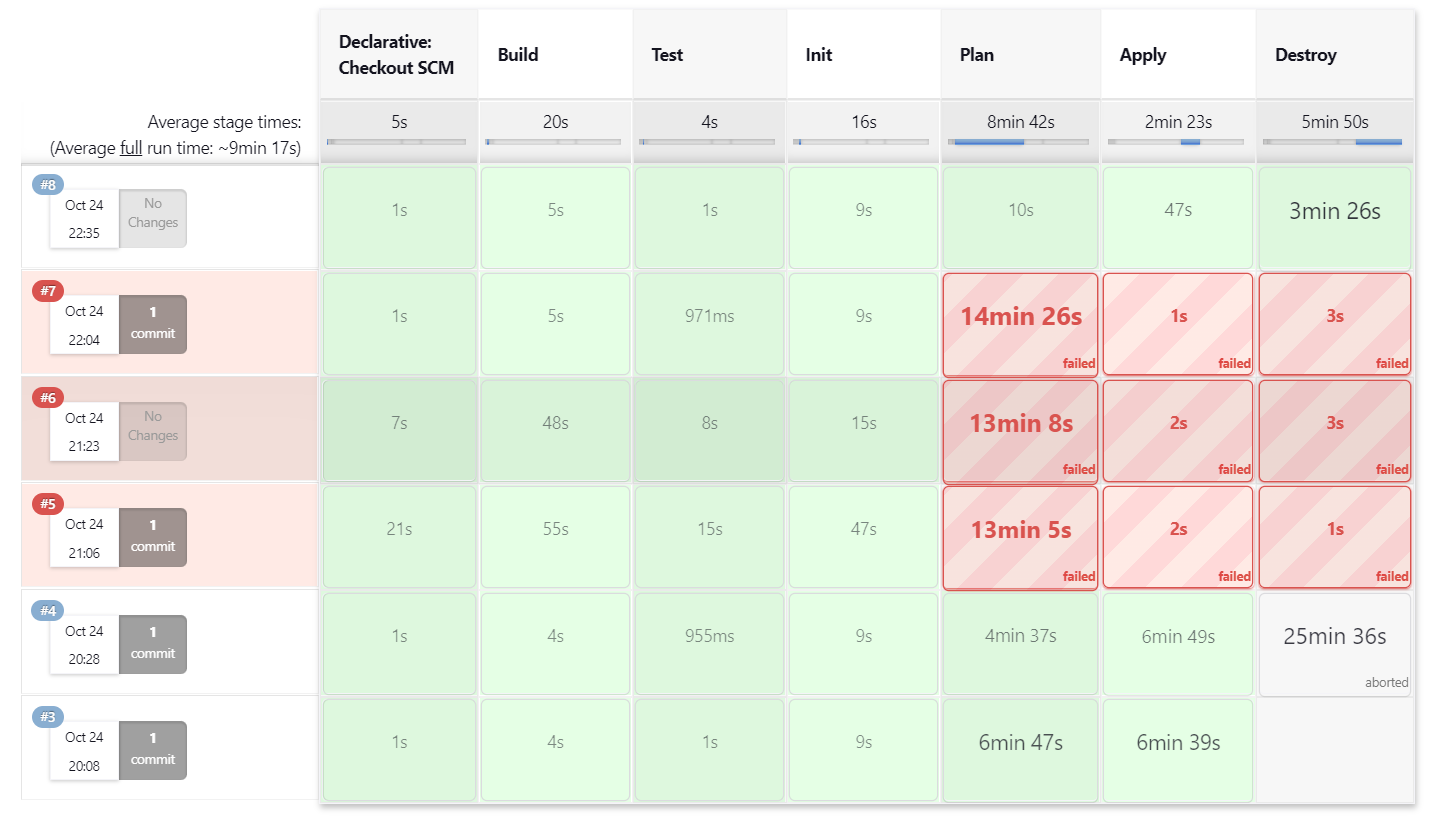 Declarative:
Checkout SCM
Build
Test
Init
Plan
Apply
Destroy
Average stage times:
(Average full run time: ~9min 17s)
5s
20s
4s
16s
8min 42s
2min 23s
5min 50s
#8
Oct 24
22:35
No
Changes
1s
5s
1s
9s
10s
47s
3min 26s
#7
Oct 24
22:04
1
commit
1s
5s
971ms
9s
14min 26s
failed
1s
failed
3s
failed
#6
Oct 24
21:23
No
Changes
7s
48s
8s
15s
13min 8s
failed
2s
failed
3s
failed
#5
Oct 24
21:06
1
commit
21s
55s
15s
47s
13min 5s
failed
2s
failed
1s
failed
#4
Oct 24
20:28
1
commit
1s
4s
955ms
9s
4min 37s
6min 49s
25min 36s
aborted
#3
Oct 24
20:08
1
commit
1s
4s
1s
9s
6min 47s
6min 39s